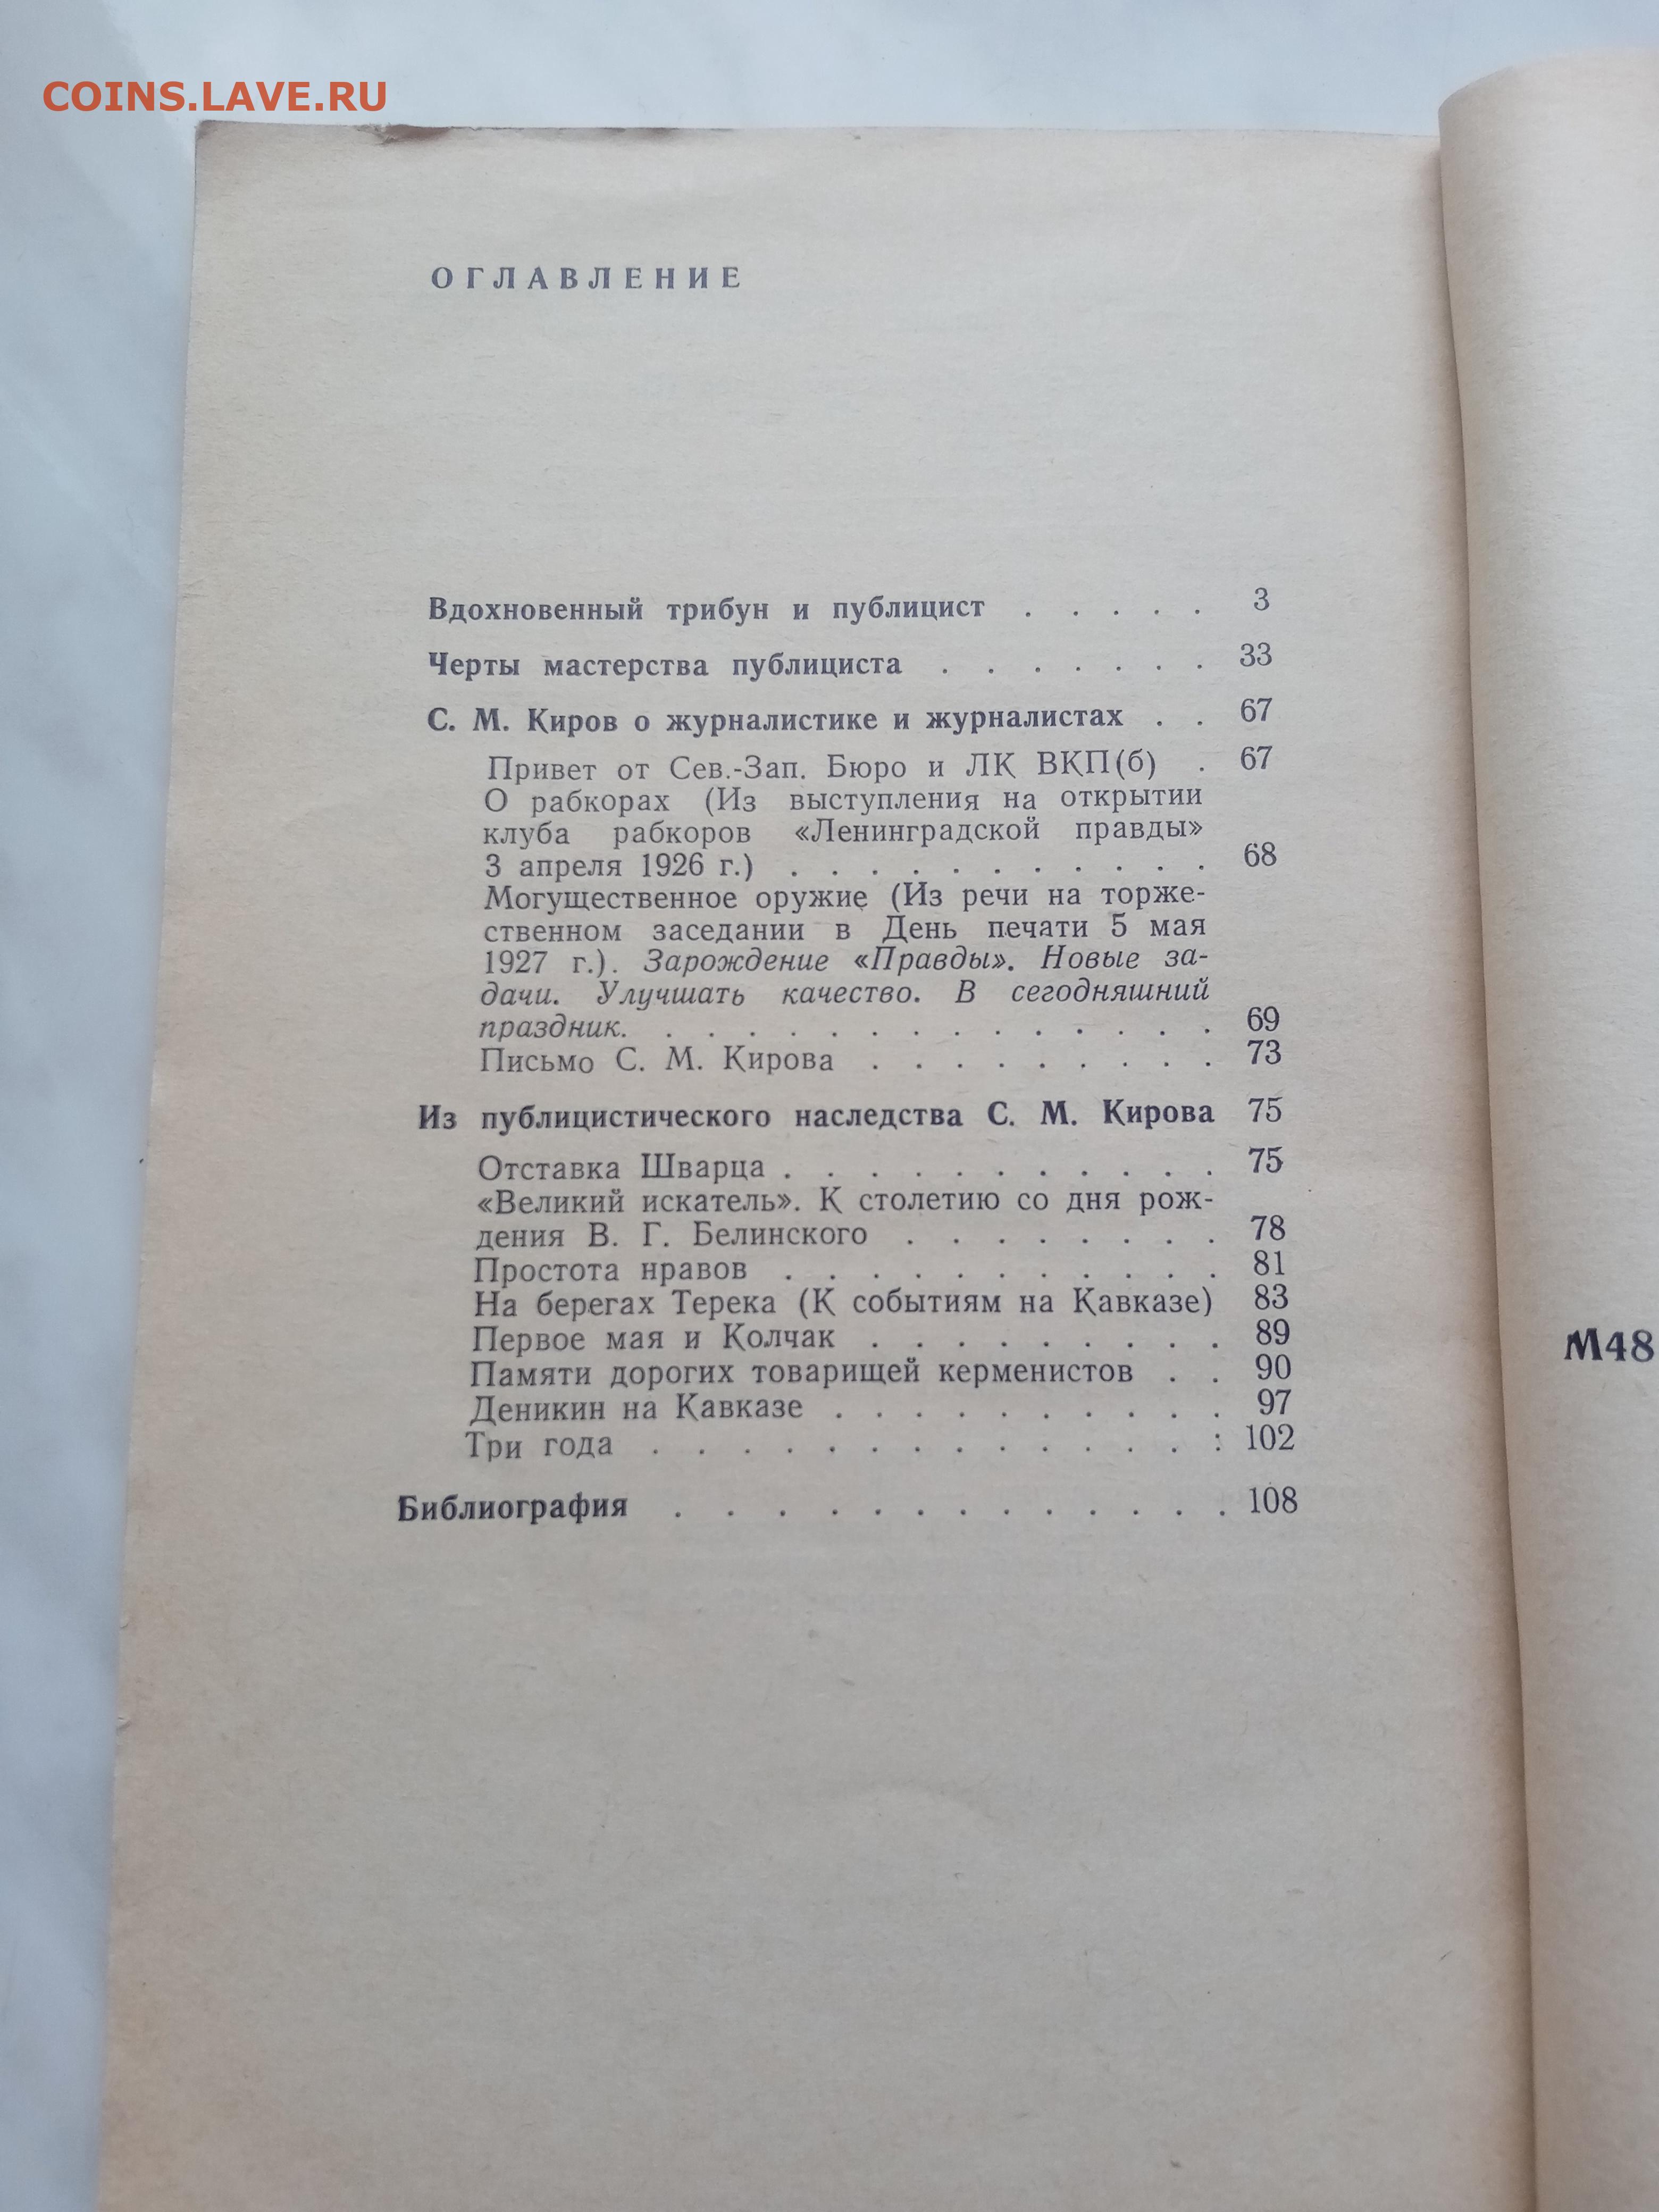 COINS.LAVE.RU
ОГЛАВЛЕНИЕ
Вдохновенный трибун и публицист . . . . . 3
Черты мастерства публициста . . . . . . . 33
С. М. Киров о журналистике и журналистах . . 67
Привет от Сев.-Зап. Бюро и ЛК ВКП(б) . 67
О рабкорах (Из выступления на открытии
клуба рабкоров «Ленинградской правды»
3 апреля 1926 г.) . . . . . . . . . . . 68
Могущественное оружие (Из речи на торже-
ственном заседании в День печати 5 мая
1927 г.). Зарождение «Правды». Новые за-
дачи. Улучшать качество. В сегодняшний
праздник. . . . . . . . . . . . . . . 69
Письмо С. М. Кирова . . . . . . . . . 73
Из публицистического наследства С. М. Кирова 75
Отставка Шварца . . . . . . . . . . . 75
«Великий искатель». К столетию со дня рож-
дения В. Г. Белинского . . . . . . . . 78
Простота нравов . . . . . . . . . . . 81
На берегах Терека (К событиям на Кавказе) 83
Первое мая и Колчак . . . . . . . . . 89
Памяти дорогих товарищей керменистов . . 90
Деникин на Кавказе . . . . . . . . . . 97
Три года . . . . . . . . . . . . . : 102
Библиография . . . . . . . . . . . . . 108
М48